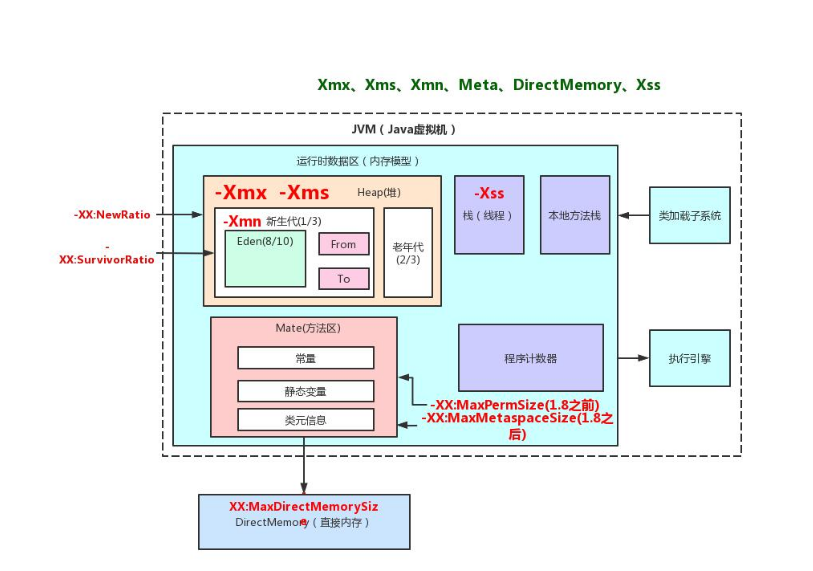 Xmx、Xms、Xmn、Meta、DirectMemory、Xss
JVM（Java虚拟机）
运行时数据区（内存模型）
-Xmx -Xms Heap(堆)
-XX:NewRatio
-Xmn 新生代(1/3)
Eden(8/10)
From
To
老年代
(2/3)
-
XX:SurvivorRatio
-Xss
栈（线程）
本地方法栈
类加载子系统
Mate(方法区)
常量
静态变量
类元信息
程序计数器
执行引擎
-XX:MaxPermSize(1.8之前)
-XX:MaxMetaspaceSize(1.8之
后)
XX:MaxDirectMemorySiz
e
DirectMemory（直接内存）